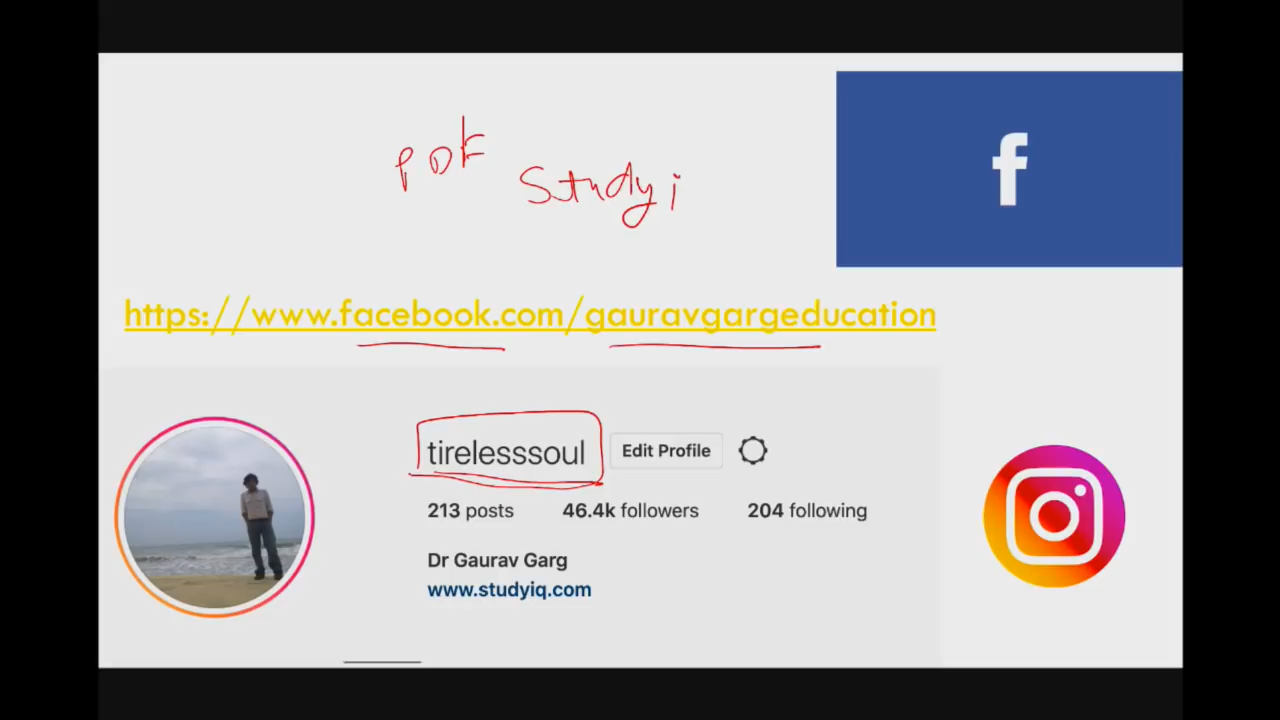 PDF
Study i
f
https://www.facebook.com/gauravgargeducation
tirelesssoul Edit Profile
213 posts 46.4k followers 204 following
Dr Gaurav Garg
www.studyiq.com